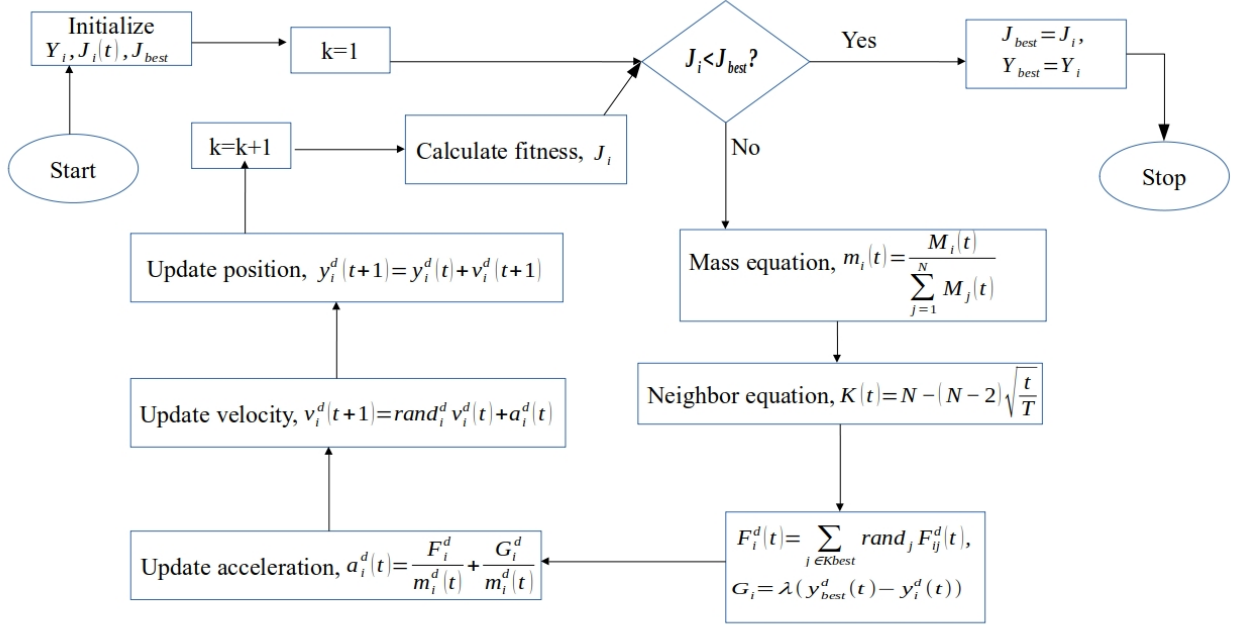 Start
Initialize
Y_i, J_i(t), J_best
k=1
J_i<J_best?
Yes
J_best=J_i,
Y_best=Y_i
Stop
No
Mass equation, m_i(t)=M_i(t)/∑_{j=1}^{N} M_j(t)
Neighbor equation, K(t)=N−(N−2)√(t/T)
F_i^d(t)=∑_{j∈Kbest} rand_j F_ij^d(t),
G_i=λ(y_best^d(t)−y_i^d(t))
Update acceleration, a_i^d(t)=F_i^d/m_i^d(t)+G_i^d/m_i^d(t)
Update velocity, v_i^d(t+1)=rand_i^d v_i^d(t)+a_i^d(t)
Update position, y_i^d(t+1)=y_i^d(t)+v_i^d(t+1)
k=k+1
Calculate fitness, J_i